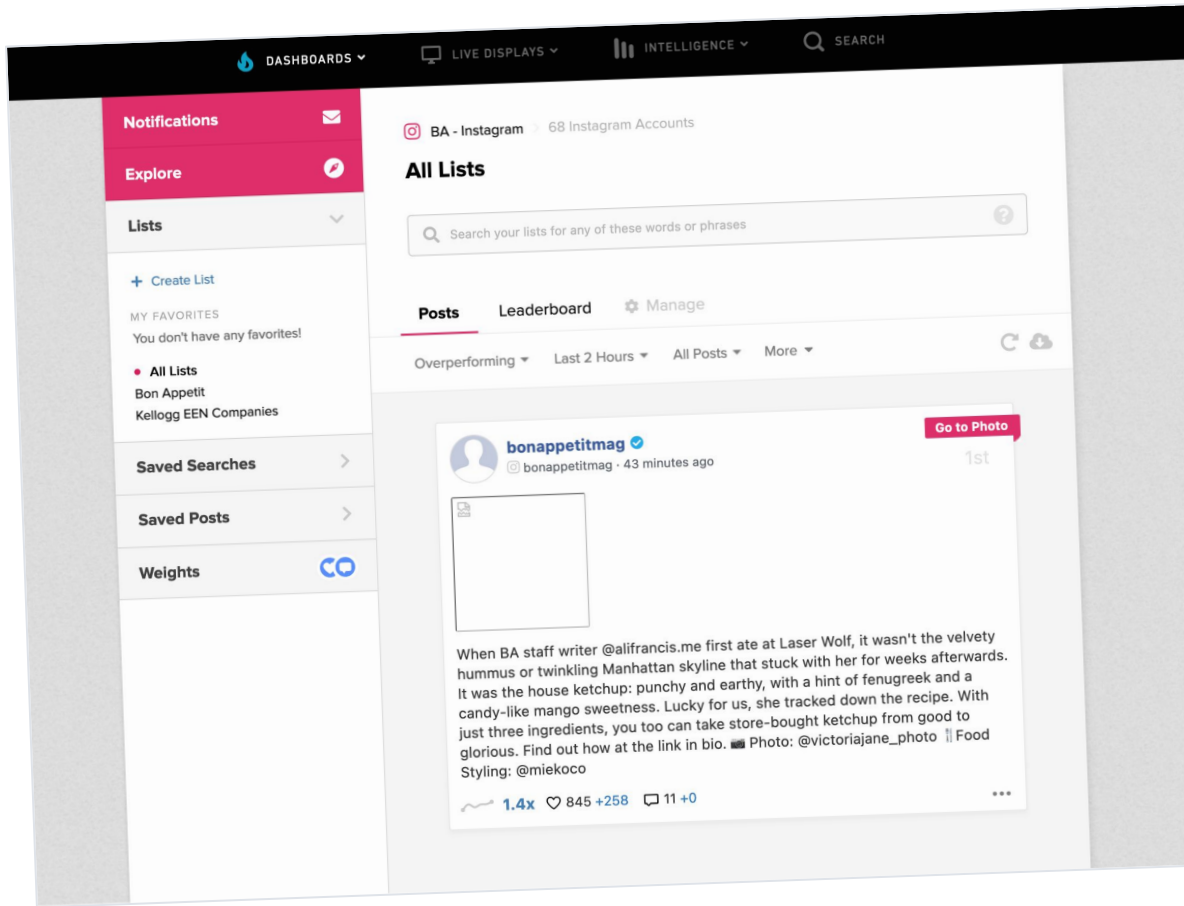 DASHBOARDS
LIVE DISPLAYS
INTELLIGENCE
SEARCH
Notifications
Explore
Lists
+ Create List
MY FAVORITES
You don't have any favorites!
All Lists
Bon Appetit
Kellogg EEN Companies
Saved Searches
Saved Posts
Weights
BA - Instagram
68 Instagram Accounts
All Lists
Search your lists for any of these words or phrases
?
Posts
Leaderboard
Manage
Overperforming
Last 2 Hours
All Posts
More
bonappetitmag
bonappetitmag · 43 minutes ago
Go to Photo
1st
When BA staff writer @alifrancis.me first ate at Laser Wolf, it wasn't the velvety
hummus or twinkling Manhattan skyline that stuck with her for weeks afterwards.
It was the house ketchup: punchy and earthy, with a hint of fenugreek and a
candy-like mango sweetness. Lucky for us, she tracked down the recipe. With
just three ingredients, you too can take store-bought ketchup from good to
glorious. Find out how at the link in bio. 📷 Photo: @victoriajane_photo 🍴Food
Styling: @miekoco
1.4x 845 +258 11 +0